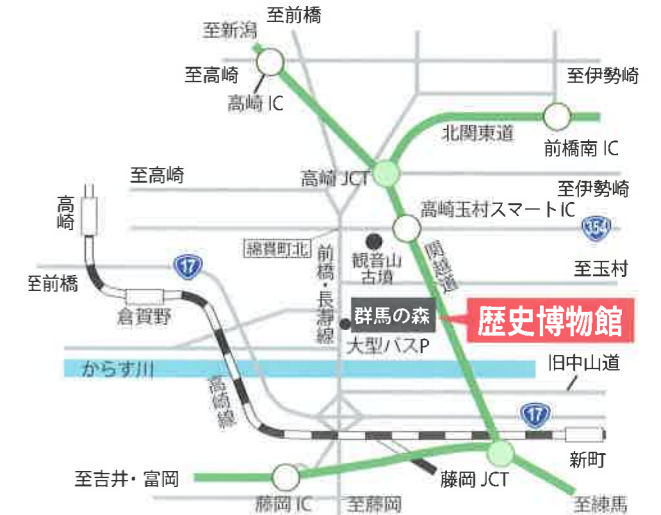 至前橋
至新潟
至高崎
至伊勢崎
高崎 IC
北関東道
前橋南 IC
至高崎
高崎 JCT
至伊勢崎
高崎
高崎玉村スマートIC
354
綿貫町北
観音山
古墳
関越道
17
前橋・長瀞線
至玉村
至前橋
倉賀野
群馬の森
歴史博物館
大型バスP
からす川
旧中山道
高崎線
17
新町
至吉井・富岡
藤岡 JCT
藤岡 IC
至藤岡
至練馬